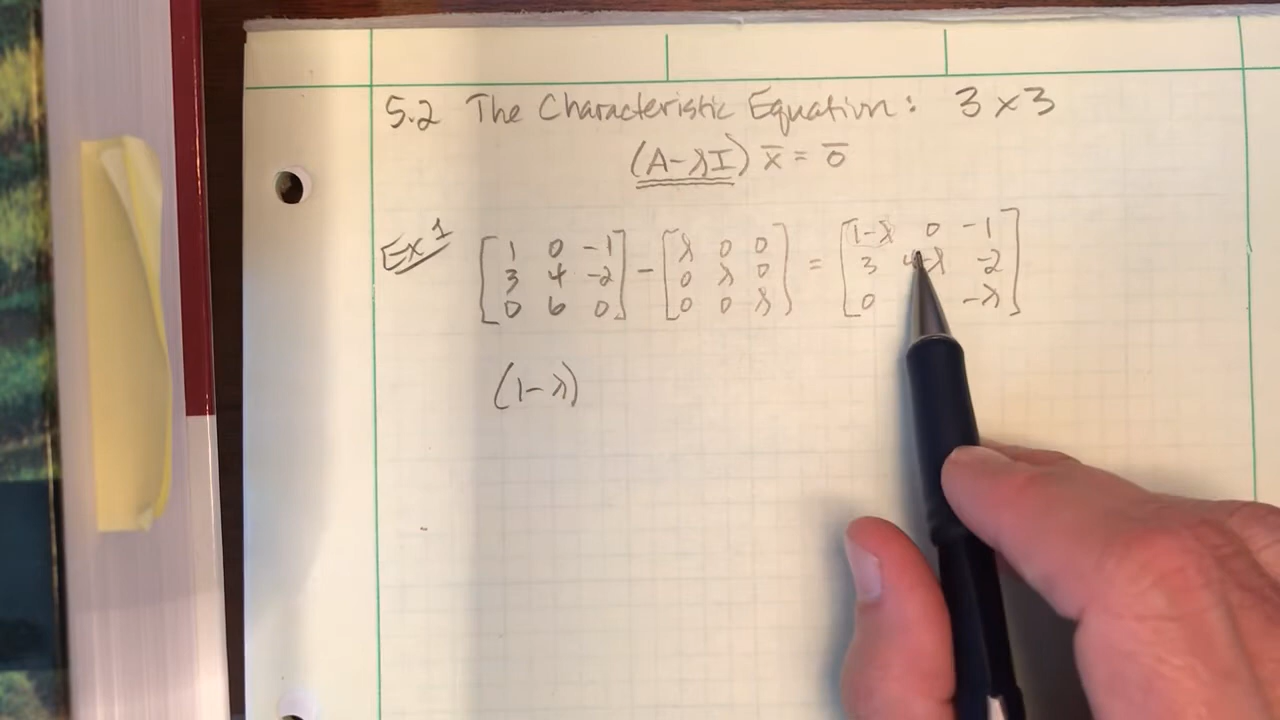 5.2 The Characteristic Equation: 3 x 3
(A-λI) x̅ = 0̅
Ex 1
[1 0 -1] - [λ 0 0] = [1-λ 0 -1]
[3 4 -2] [0 λ 0] [3 4-λ -2]
[0 6 0] [0 0 λ] [0 -λ]
(1-λ)